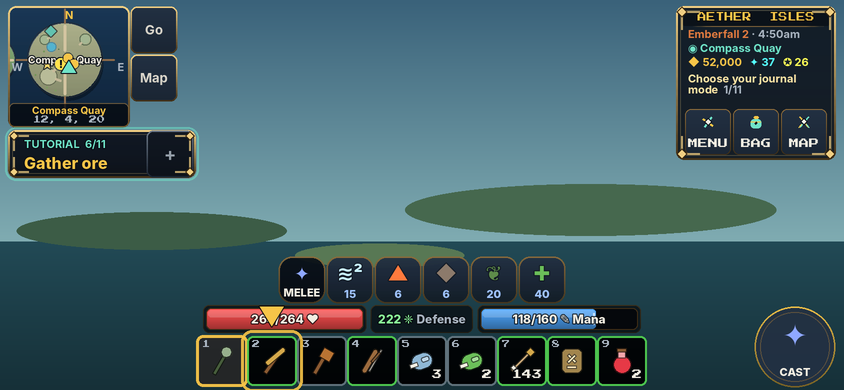 N
W
Compass Quay
E
Compass Quay
12, 4, 20
Go
Map
TUTORIAL 6/11
Gather ore
+
AETHER ISLES
Emberfall 2 · 4:50am
Compass Quay
52,000 37 26
Choose your journal
mode 1/11
MENU
BAG
MAP
MELEE
2
15
6
6
20
40
264
222 Defense
118/160 Mana
1
2
3
4
5
3
6
2
7
143
8
9
2
CAST